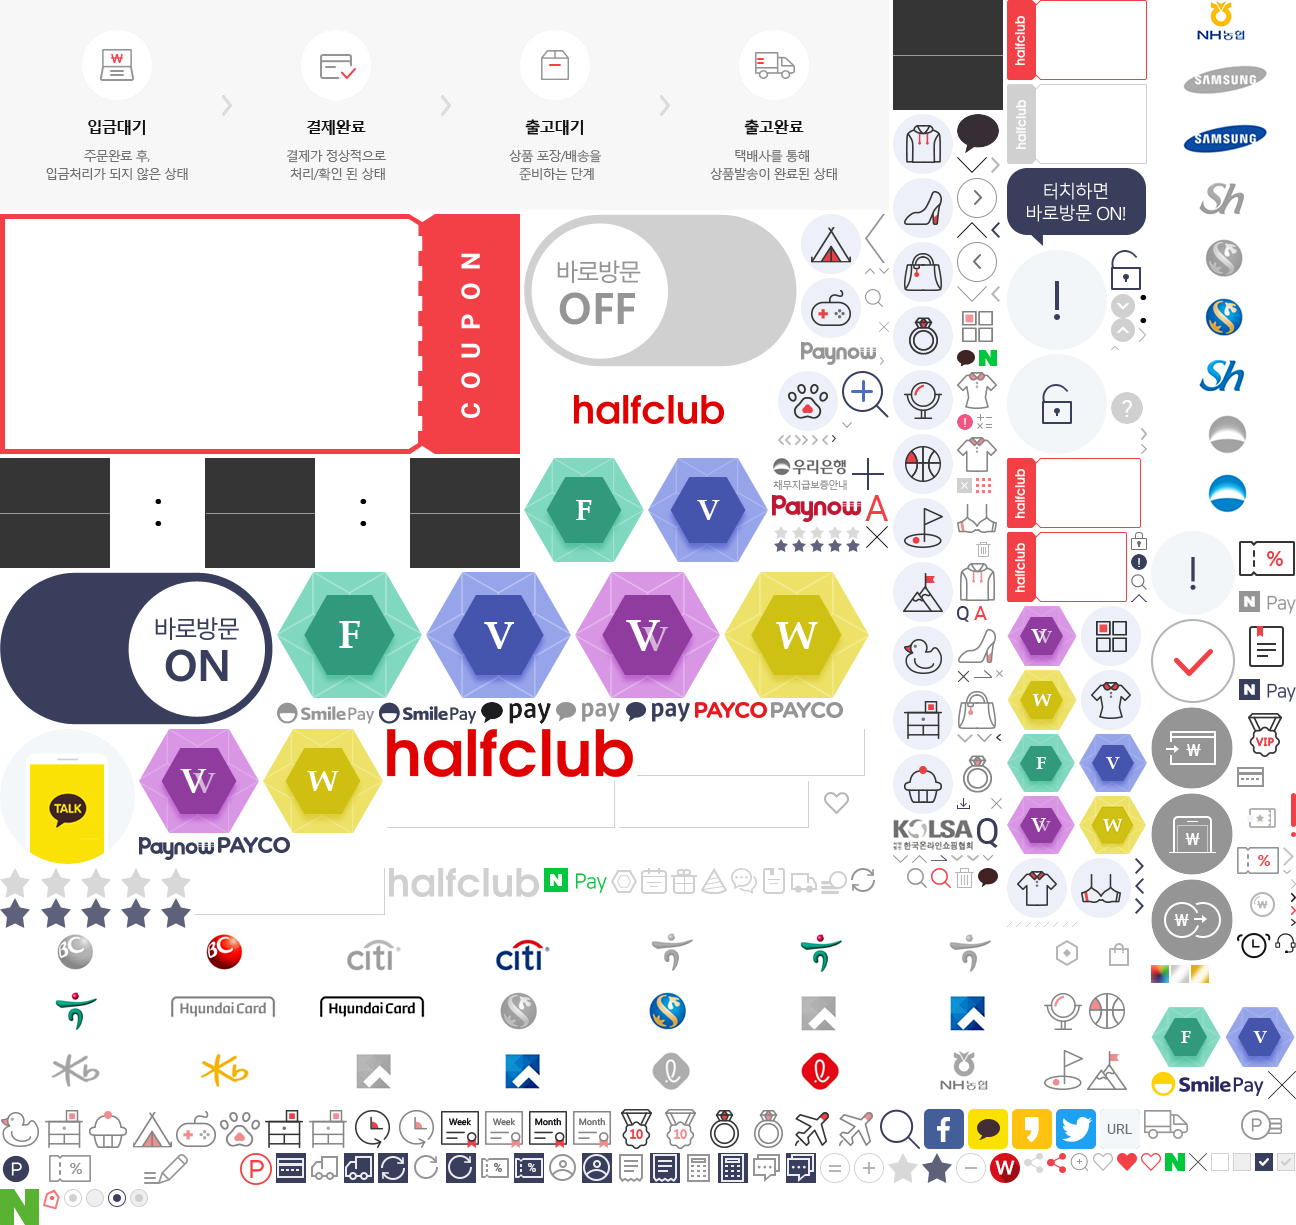 입금대기
주문완료 후,
입금처리가 되지 않은 상태
결제완료
결제가 정상적으로
처리/확인 된 상태
출고대기
상품 포장/배송을
준비하는 단계
출고완료
택배사를 통해
상품발송이 완료된 상태
halfclub
halfclub
NH농협
SAMSUNG
SAMSUNG
터치하면
바로방문 ON!
Sh
Sh
COUPON
바로방문
OFF
halfclub
Paynow
우리은행
채무지급보증안내
Paynow
A
F
V
:
:
halfclub
halfclub
바로방문
ON
F
V
W
W
SmilePay
SmilePay
pay
pay
pay
PAYCO
PAYCO
TALK
W
W
halfclub
Paynow
PAYCO
halfclub
N Pay
Q A
KOLSA
한국온라인쇼핑협회
Q
W
W
F
V
W
W
%
N Pay
N Pay
VIP
%
BC
BC
citi
citi
Hyundai Card
Hyundai Card
Kb
Kb
NH농협
F
V
SmilePay
Week
Week
Month
Month
10
10
URL
P
P
%
P
%
%
W
N
N